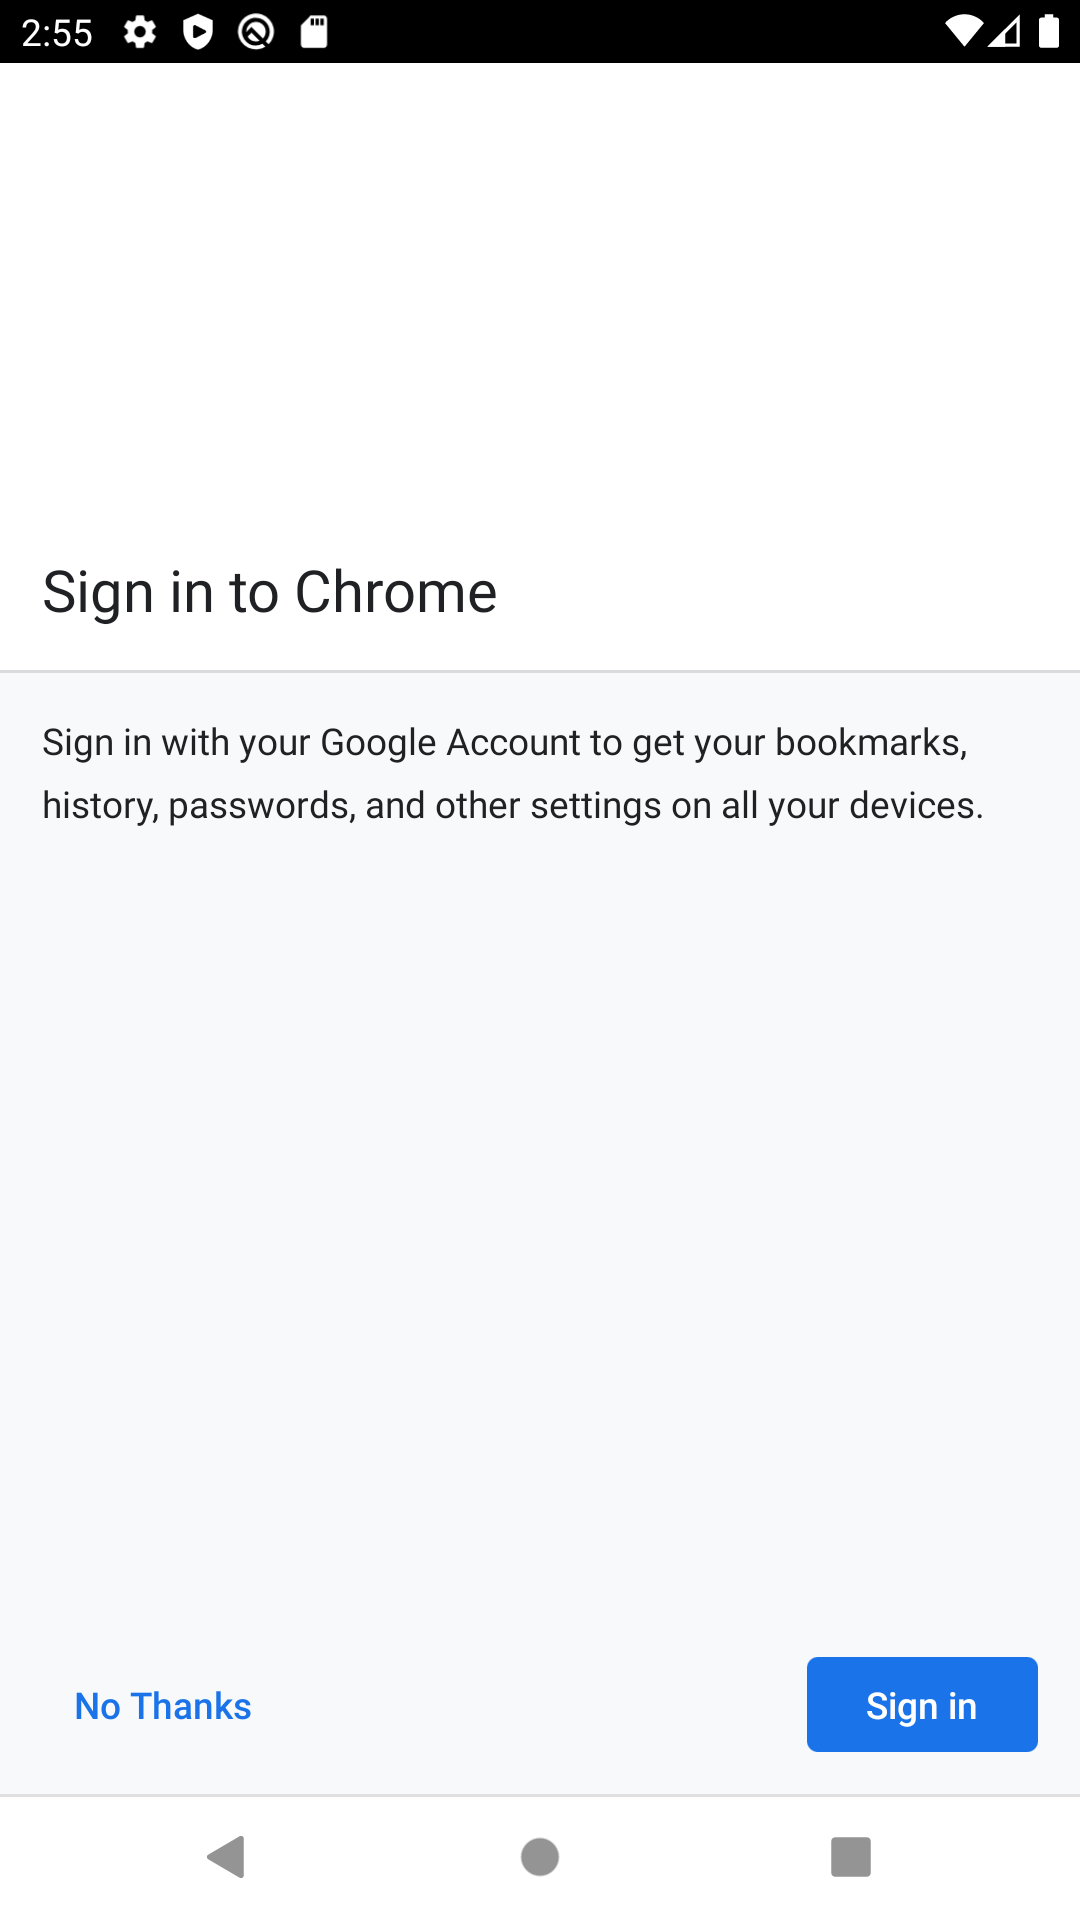 2:55
Sign in to Chrome
Sign in with your Google Account to get your bookmarks,
history, passwords, and other settings on all your devices.
No Thanks
Sign in